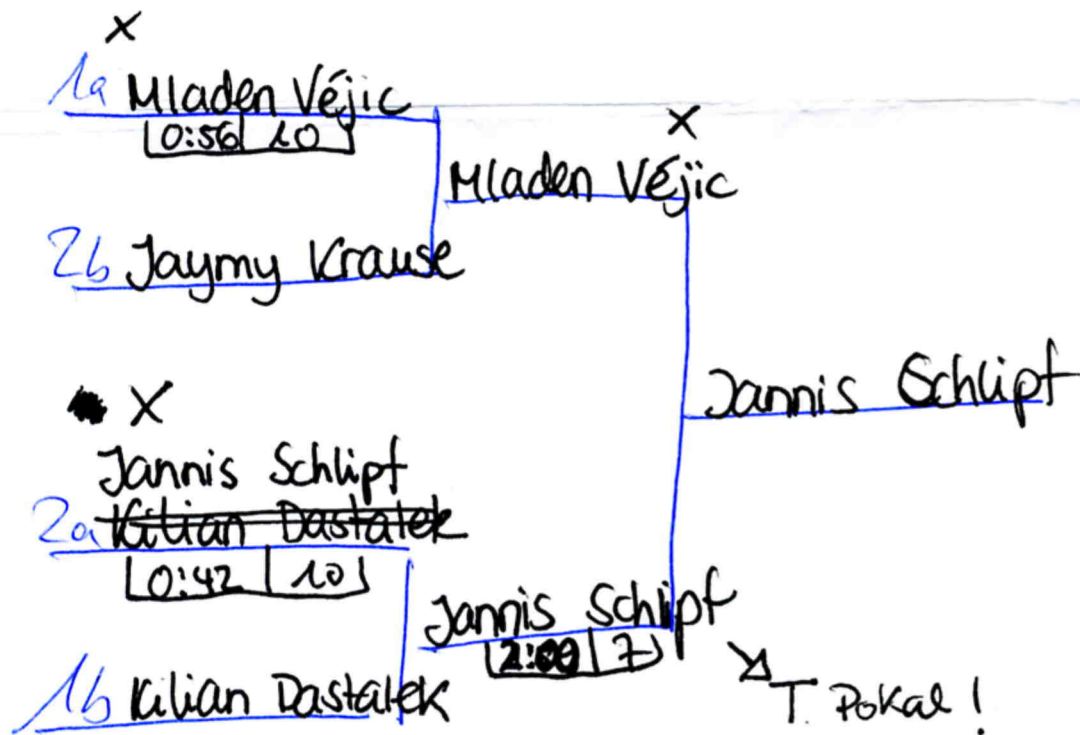 X
1a Mladen Véjic
0:56 10
X
Mladen Véjic
2b Jaymy Krause
X
Jannis Schlipf
Jannis Schlipf
2a Kilian Dastalek
0:42 10
Jannis Schlipf
2:00 7
1b Kilian Dastalek
T. Pokal!